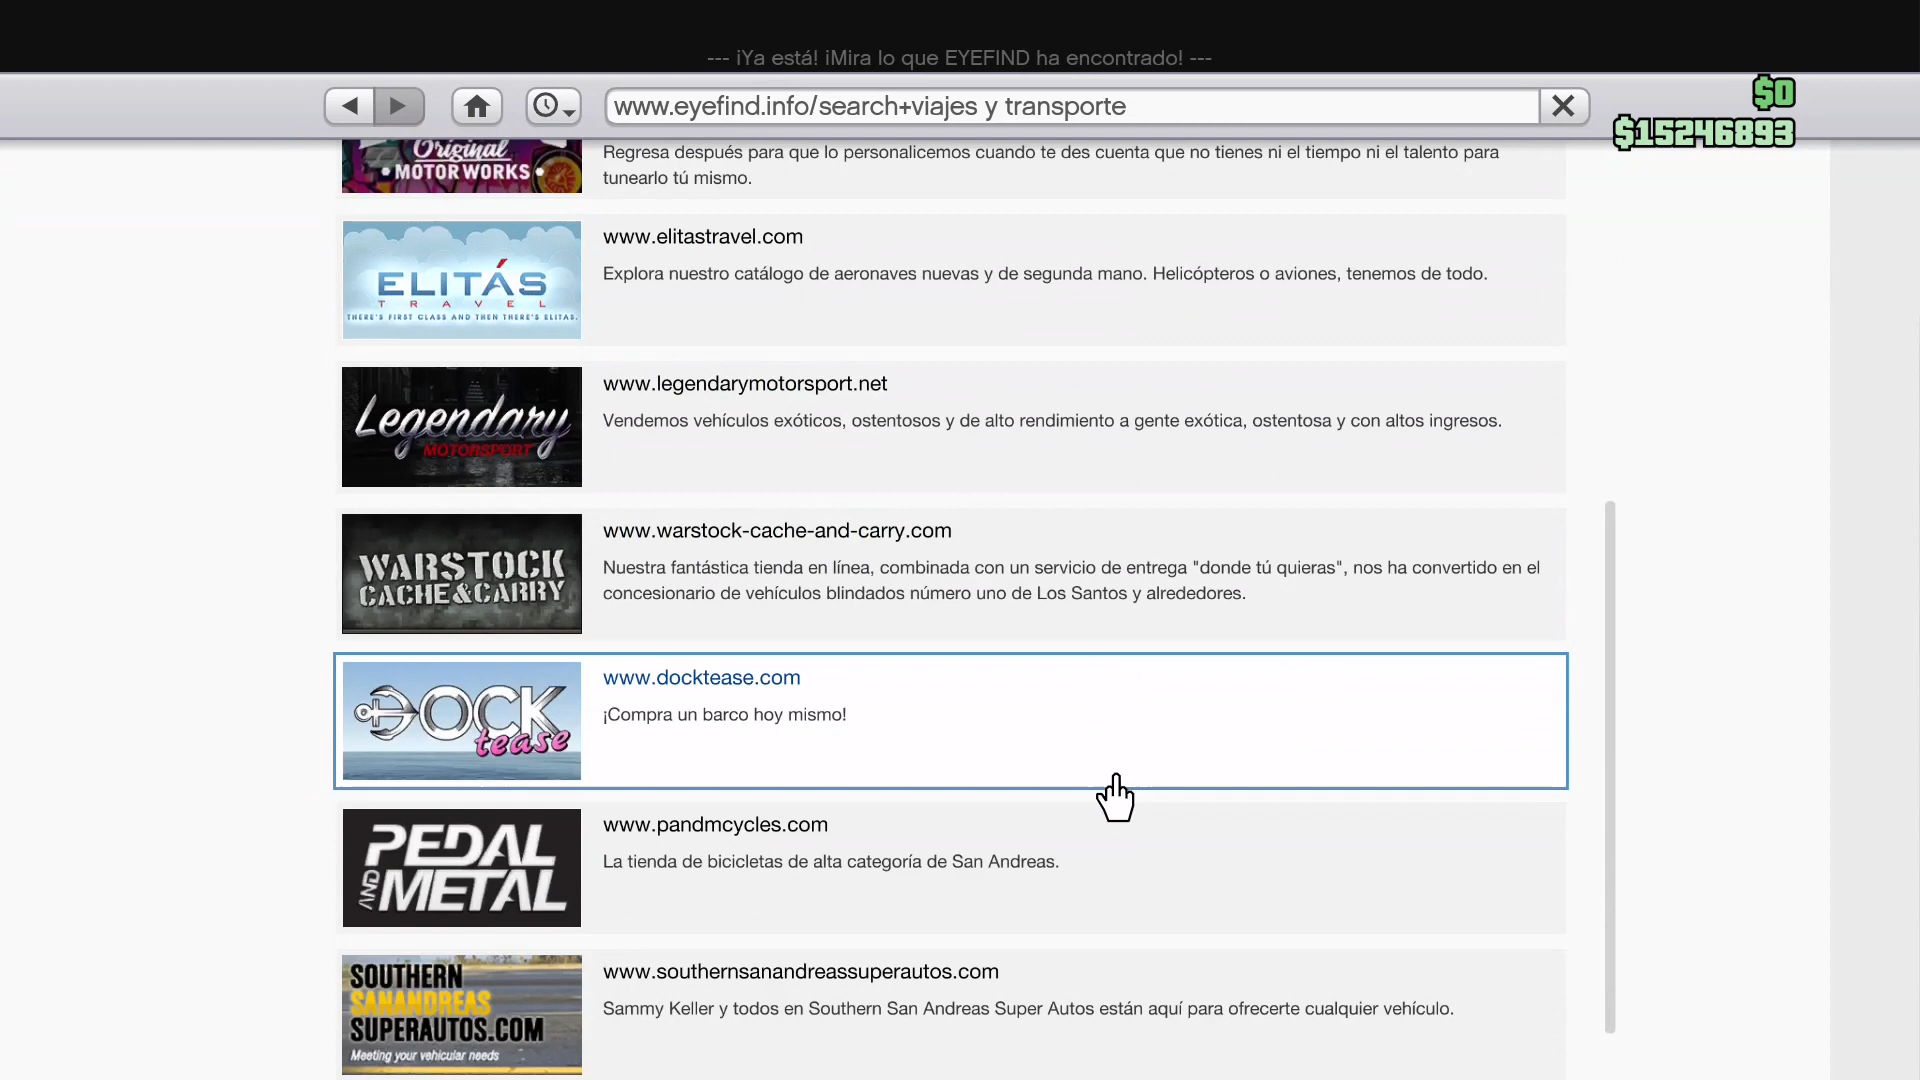 --- ¡Ya está! ¡Mira lo que EYEFIND ha encontrado! ---
www.eyefind.info/search+viajes y transporte
$0
$15246893
Original
MOTOR WORKS
Regresa después para que lo personalicemos cuando te des cuenta que no tienes ni el tiempo ni el talento para
tunearlo tú mismo.
ELITÁS
TRAVEL
THERE'S FIRST CLASS AND THEN THERE'S ELITAS.
www.elitastravel.com
Explora nuestro catálogo de aeronaves nuevas y de segunda mano. Helicópteros o aviones, tenemos de todo.
Legendary
MOTORSPORT
www.legendarymotorsport.net
Vendemos vehículos exóticos, ostentosos y de alto rendimiento a gente exótica, ostentosa y con altos ingresos.
WARSTOCK
CACHE&CARRY
www.warstock-cache-and-carry.com
Nuestra fantástica tienda en línea, combinada con un servicio de entrega "donde tú quieras", nos ha convertido en el
concesionario de vehículos blindados número uno de Los Santos y alrededores.
DOCK
tease
www.docktease.com
¡Compra un barco hoy mismo!
PEDAL
AND METAL
www.pandmcycles.com
La tienda de bicicletas de alta categoría de San Andreas.
SOUTHERN
SANANDREAS
SUPERAUTOS.COM
Meeting your vehicular needs
www.southernsanandreassuperautos.com
Sammy Keller y todos en Southern San Andreas Super Autos están aquí para ofrecerte cualquier vehículo.